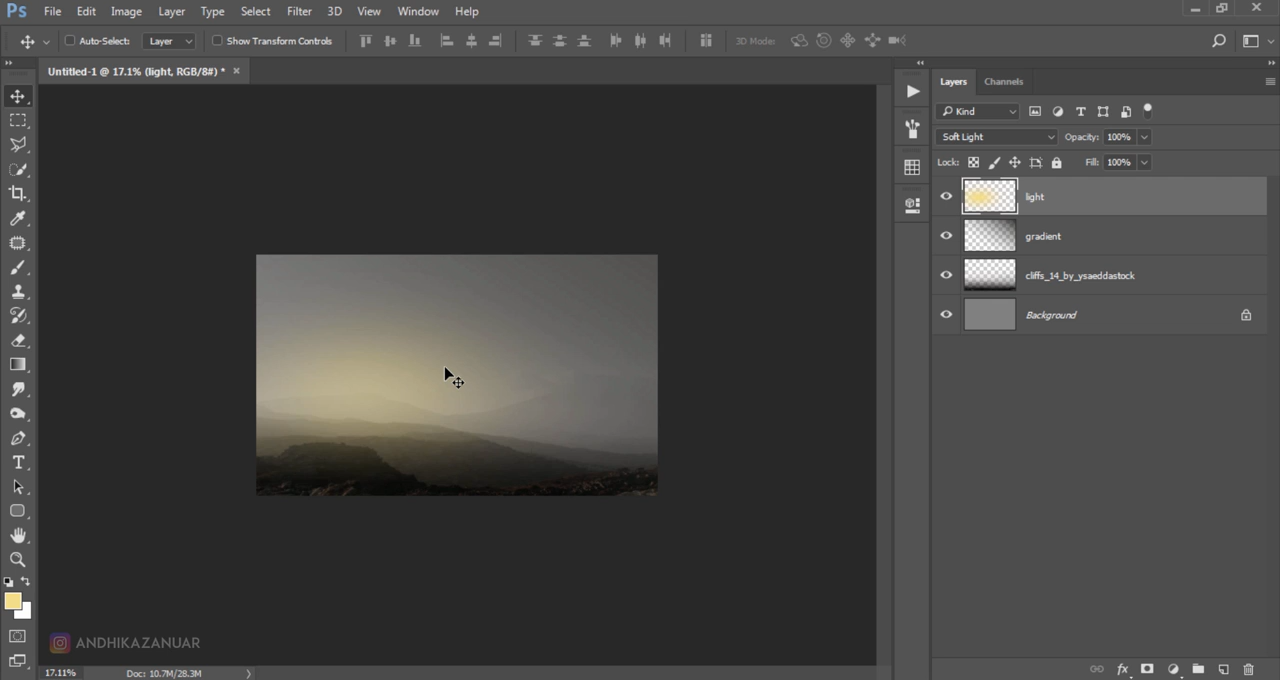 Ps File Edit Image Layer Type Select Filter 3D View Window Help
Auto-Select: Layer Show Transform Controls 3D Mode:
Untitled-1 @ 17.1% (light, RGB/8#) * ×
Layers Channels
Kind
Soft Light Opacity: 100%
Lock: Fill: 100%
light
gradient
cliffs_14_by_ysaeddastock
Background
ANDHIKAZANUAR
17.11% Doc: 10.7M/28.3M
fx